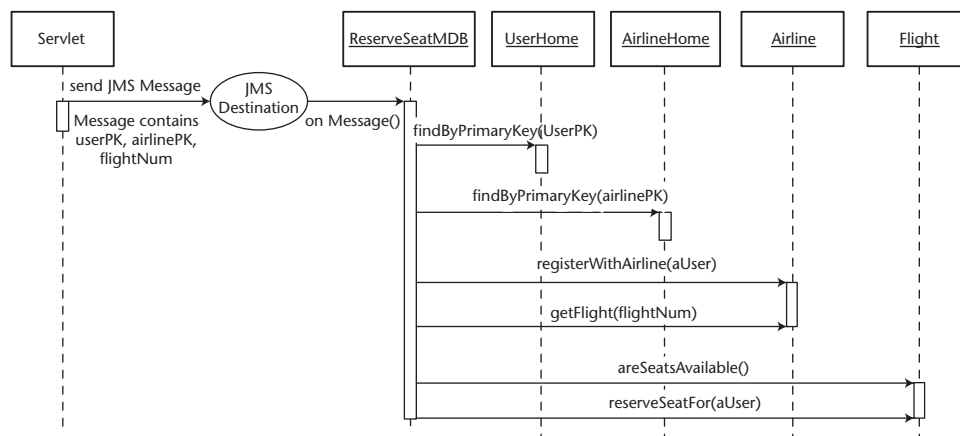 Servlet
ReserveSeatMDB
UserHome
AirlineHome
Airline
Flight
send JMS Message
JMS
Destination
Message contains
userPK, airlinePK,
flightNum
on Message()
findByPrimaryKey(UserPK)
findByPrimaryKey(airlinePK)
registerWithAirline(aUser)
getFlight(flightNum)
areSeatsAvailable()
reserveSeatFor(aUser)